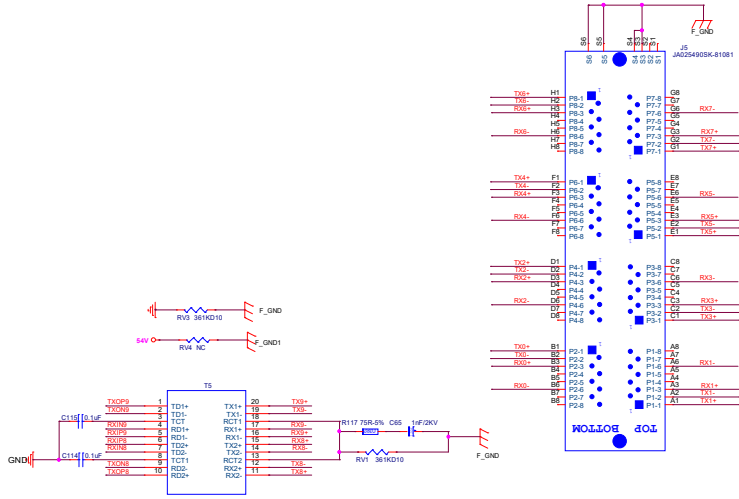 F_GND
J5
JA025490SK-81081
S6 S5 S4 S3 S2 S1
S6 S5 S4 S3 S2 S1
TX6+ H1 P8-1 P7-8 G8
TX6- H2 P8-2 P7-7 G7
RX6+ H3 P8-3 P7-6 G6 RX7-
H4 P8-4 P7-5 G5
H5 P8-5 P7-4 G4
RX6- H6 P8-6 P7-3 G3 RX7+
H7 P8-7 P7-2 G2 TX7-
H8 P8-8 P7-1 G1 TX7+
TX4+ F1 P6-1 P5-8 E8
TX4- F2 P6-2 P5-7 E7
RX4+ F3 P6-3 P5-6 E6 RX5-
F4 P6-4 P5-5 E5
F5 P6-5 P5-4 E4
RX4- F6 P6-6 P5-3 E3 RX5+
F7 P6-7 P5-2 E2 TX5-
F8 P6-8 P5-1 E1 TX5+
TX2+ D1 P4-1 P3-8 C8
TX2- D2 P4-2 P3-7 C7
RX2+ D3 P4-3 P3-6 C6 RX3-
D4 P4-4 P3-5 C5
D5 P4-5 P3-4 C4
RX2- D6 P4-6 P3-3 C3 RX3+
D7 P4-7 P3-2 C2 TX3-
D8 P4-8 P3-1 C1 TX3+
TX0+ B1 P2-1 P1-8 A8
TX0- B2 P2-2 P1-7 A7
RX0+ B3 P2-3 P1-6 A6 RX1-
B4 P2-4 P1-5 A5
B5 P2-5 P1-4 A4
RX0- B6 P2-6 P1-3 A3 RX1+
B7 P2-7 P1-2 A2 TX1-
B8 P2-8 P1-1 A1 TX1+
TOP BOTTOM
F_GND
RV3 361KD10
54V
F_GND1
RV4 NC
T5
TXOP9 1 TD1+ TX1+ 20 TX9+
TXON9 2 TD1- TX1- 19 TX9-
C115 0.1uF 3 TCT RCT1 18
RXIN9 4 RD1+ RX1+ 17 RX9-
RXIP9 5 RD1- RX1- 16 RX9+
RXIP8 6 TD2+ TX2+ 15 RX8+
RXIN8 7 TD2- TX2- 14 RX8-
C114 0.1uF 8 TCT1 RCT2 13
TXON8 9 RD2- RX2+ 12 TX8-
TXOP8 10 RD2+ RX2- 11 TX8+
GND
R117 75R-5% C65 1nF/2KV
RV1 361KD10
F_GND